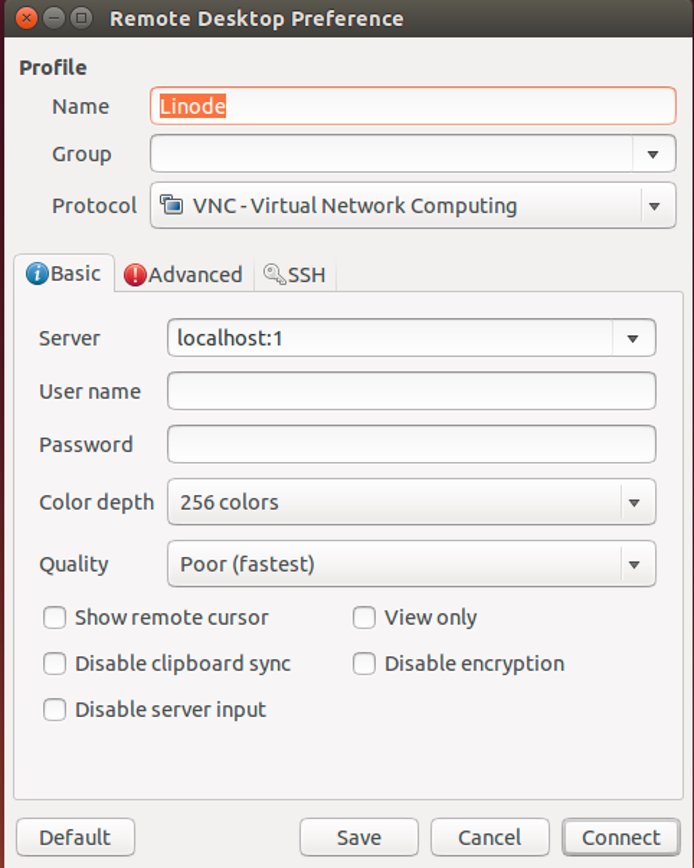 Remote Desktop Preference
Profile
Name Linode
Group
Protocol VNC - Virtual Network Computing
Basic Advanced SSH
Server localhost:1
User name
Password
Color depth 256 colors
Quality Poor (fastest)
Show remote cursor View only
Disable clipboard sync Disable encryption
Disable server input
Default Save Cancel Connect